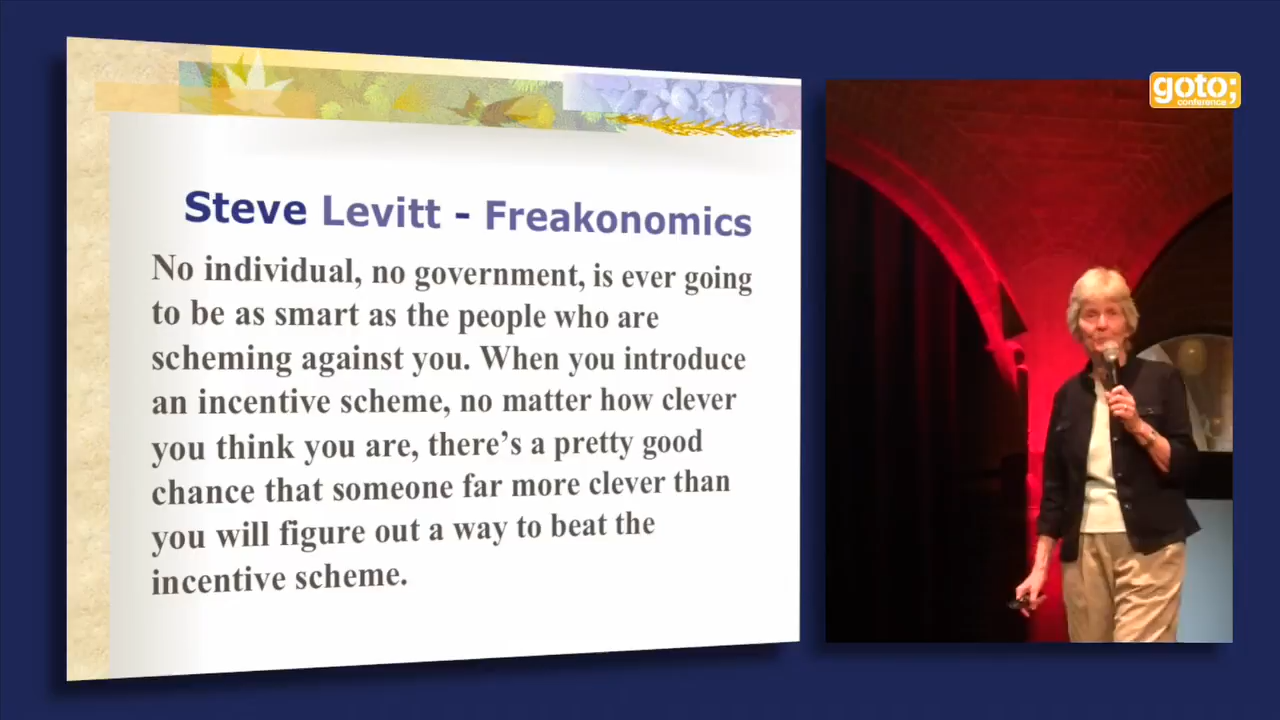 goto;
conference
Steve Levitt - Freakonomics
No individual, no government, is ever going
to be as smart as the people who are
scheming against you. When you introduce
an incentive scheme, no matter how clever
you think you are, there's a pretty good
chance that someone far more clever than
you will figure out a way to beat the
incentive scheme.